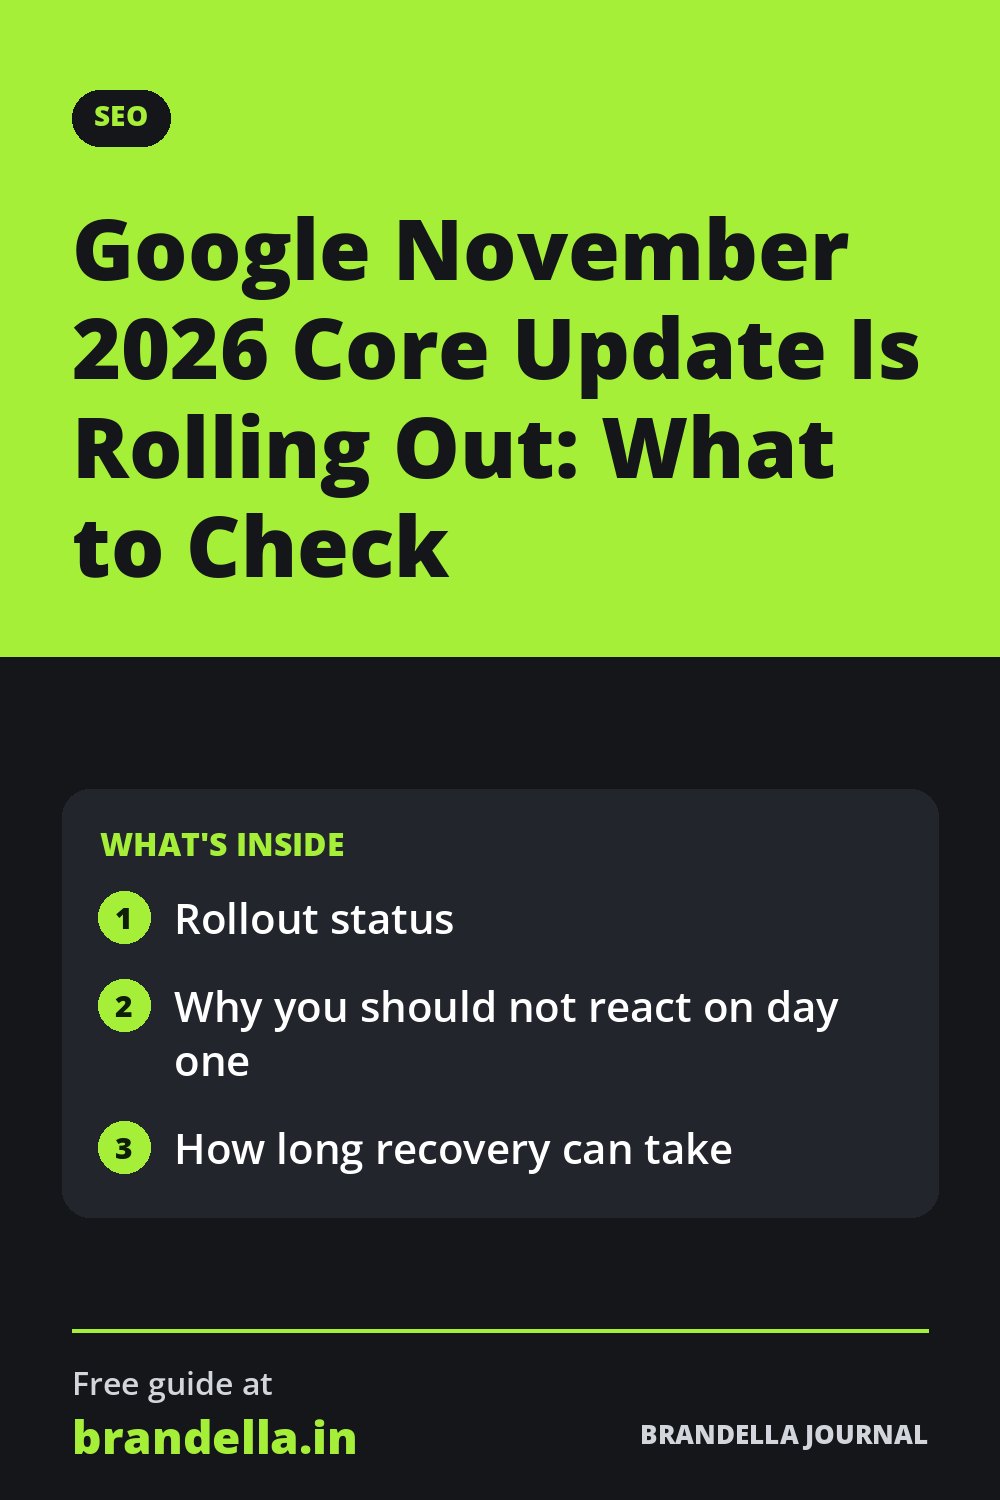 SEO
Google November
2026 Core Update Is
Rolling Out: What
to Check
WHAT'S INSIDE
1 Rollout status
2 Why you should not react on day
one
3 How long recovery can take
Free guide at
brandella.in
BRANDELLA JOURNAL